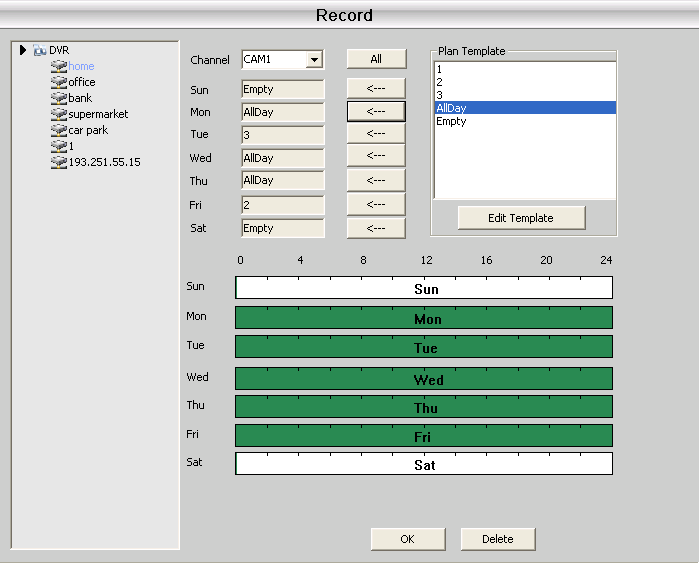 Record
DVR
home
office
bank
supermarket
car park
1
193.251.55.15
Channel CAM1 All
Sun Empty <---
Mon AllDay <---
Tue 3 <---
Wed AllDay <---
Thu AllDay <---
Fri 2 <---
Sat Empty <---
Plan Template
1
2
3
AllDay
Empty
Edit Template
0 4 8 12 16 20 24
Sun Sun
Mon Mon
Tue Tue
Wed Wed
Thu Thu
Fri Fri
Sat Sat
OK Delete